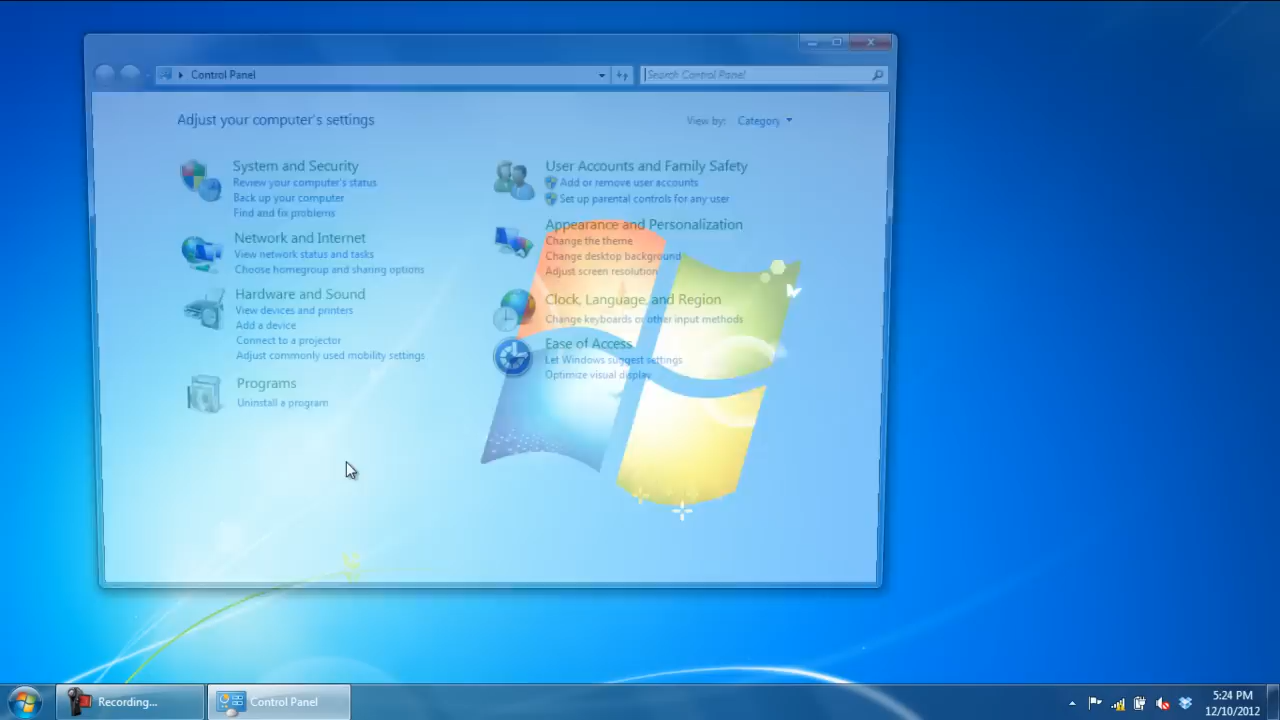 Control Panel
Search Control Panel
Adjust your computer's settings
View by: Category
System and Security
Review your computer's status
Back up your computer
Find and fix problems
Network and Internet
View network status and tasks
Choose homegroup and sharing options
Hardware and Sound
View devices and printers
Add a device
Connect to a projector
Adjust commonly used mobility settings
Programs
Uninstall a program
User Accounts and Family Safety
Add or remove user accounts
Set up parental controls for any user
Appearance and Personalization
Change the theme
Change desktop background
Adjust screen resolution
Clock, Language, and Region
Change keyboards or other input methods
Ease of Access
Let Windows suggest settings
Optimize visual display
Recording...
Control Panel
5:24 PM
12/10/2012